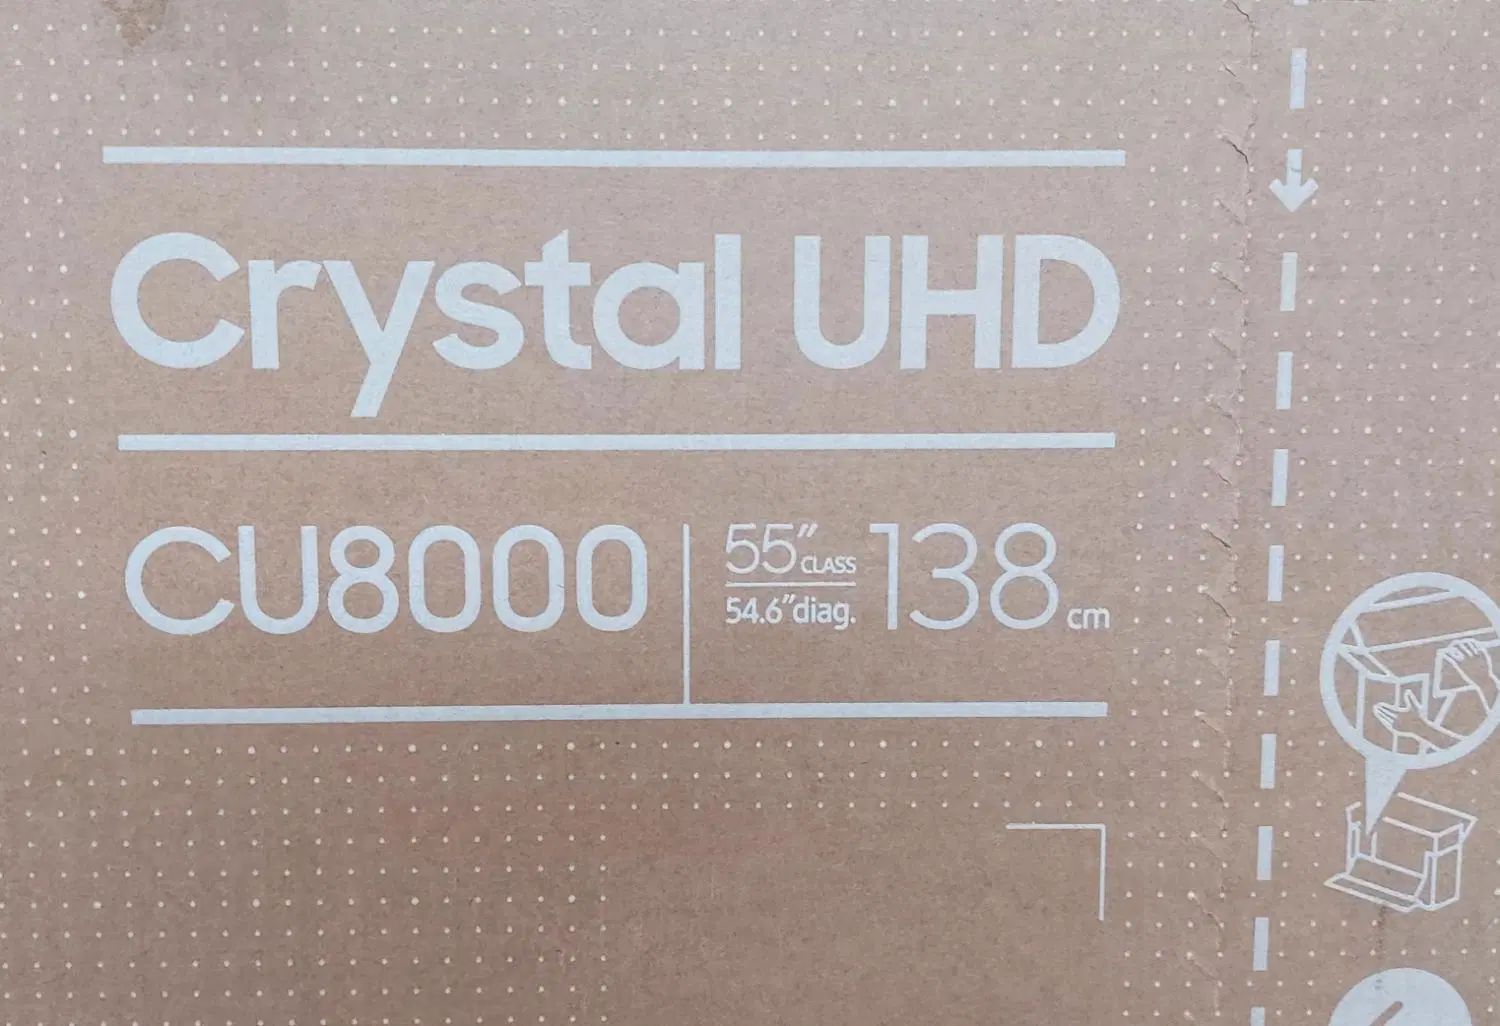 Crystal UHD
CU8000
55″ CLASS
54.6″diag.
138 cm